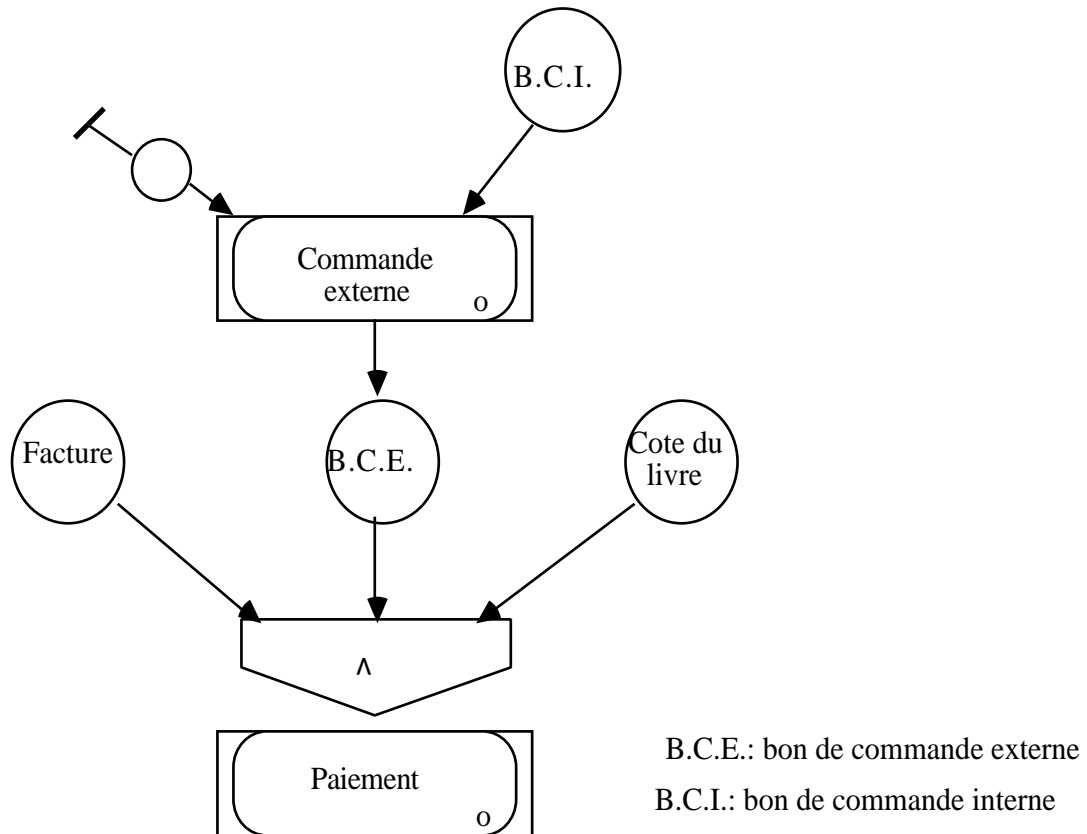 B.C.I.
Commande
externe
o
Facture
B.C.E.
Cote du
livre
∧
Paiement
o
B.C.E.: bon de commande externe
B.C.I.: bon de commande interne